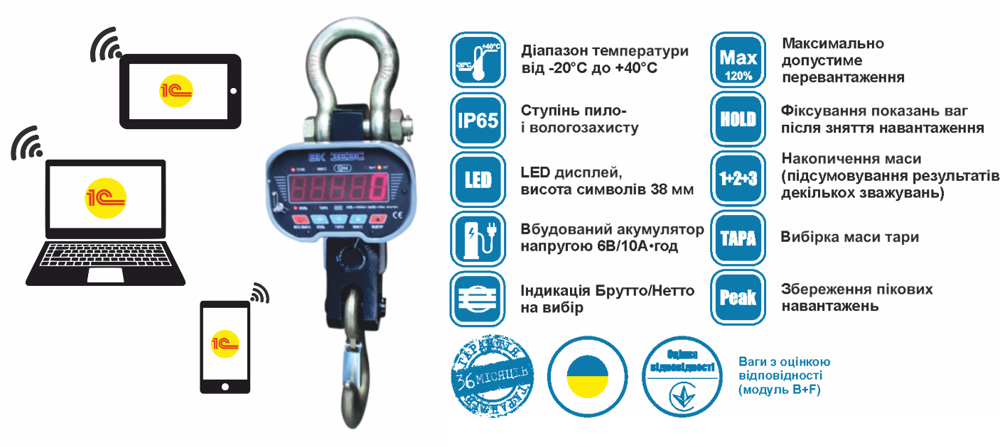 1С
1С
1С
ВК ЗЕВС
НОЛЬ
ТАРА
CE
ТАРА
-20°C
+40°C
Діапазон температури
від -20°C до +40°C
IP65
Ступінь пило-
і вологозахисту
LED
LED дисплей,
висота символів 38 мм
Вбудований акумулятор
напругою 6В/10А•год
Індикація Брутто/Нетто
на вибір
Max
120%
Максимально
допустиме
перевантаження
HOLD
Фіксування показань ваг
після зняття навантаження
1+2+3
Накопичення маси
(підсумовування результатів
декількох зважувань)
ТАРА
Вибірка маси тари
Peak
Збереження пікових
навантажень
ГАРАНТІЯ
36 МІСЯЦІВ
ГАРАНТІЯ
Оцінка
відповідності
Ваги з оцінкою
відповідності
(модуль B+F)